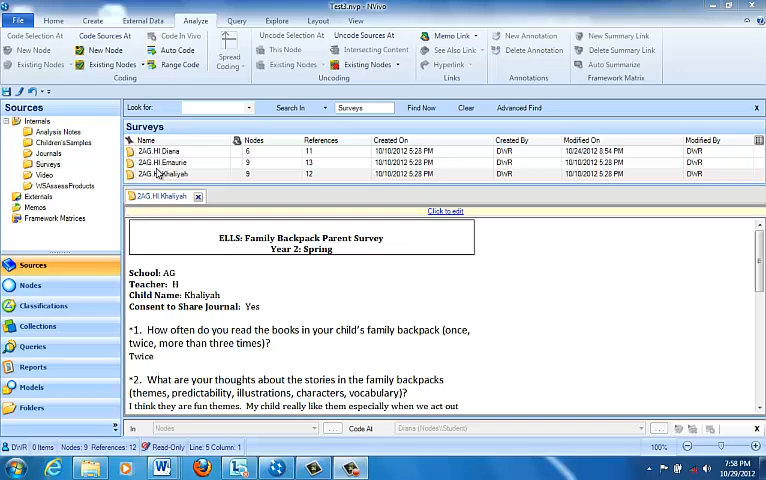 Test3.nvp - NVivo
File Home Create External Data Analyze Query Explore Layout View
Code Selection At Code Sources At Code In Vivo Uncode Selection At Uncode Sources At Memo Link New Annotation New Summary Link
New Node New Node Auto Code Spread Coding This Node Intersecting Content See Also Link Delete Annotation Delete Summary Link
Existing Nodes Existing Nodes Range Code Existing Nodes Existing Nodes Hyperlink Auto Summarize
Coding Uncoding Links Annotations Framework Matrix
Sources
Look for: Search In Surveys Find Now Clear Advanced Find x
Internals
Analysis Notes
Children'sSamples
Journals
Surveys
Video
WSAssessProducts
Externals
Memos
Framework Matrices
Surveys
Name Nodes References Created On Created By Modified On Modified By
2AG.HI.Diana 6 11 10/10/2012 5:28 PM DWR 10/24/2012 8:54 PM DWR
2AG.HI.Emaurie 9 13 10/10/2012 5:28 PM DWR 10/10/2012 5:28 PM DWR
2AG.HI.Khaliyah 9 12 10/10/2012 5:28 PM DWR 10/10/2012 5:28 PM DWR
2AG.HI.Khaliyah
Click to edit
ELLS: Family Backpack Parent Survey
Year 2: Spring
School: AG
Teacher: H
Child Name: Khaliyah
Consent to Share Journal: Yes
*1. How often do you read the books in your child's family backpack (once,
twice, more than three times)?
Twice
*2. What are your thoughts about the stories in the family backpacks
(themes, predictability, illustrations, characters, vocabulary)?
I think they are fun themes. My child really like them especially when we act out
Sources
Nodes
Classifications
Collections
Queries
Reports
Models
Folders
In Nodes ... Code At Diana (Nodes\\Student) ...
DWR 0 Items Nodes: 9 References: 12 Read-Only Line: 5 Column: 1 100%
7:58 PM
10/29/2012